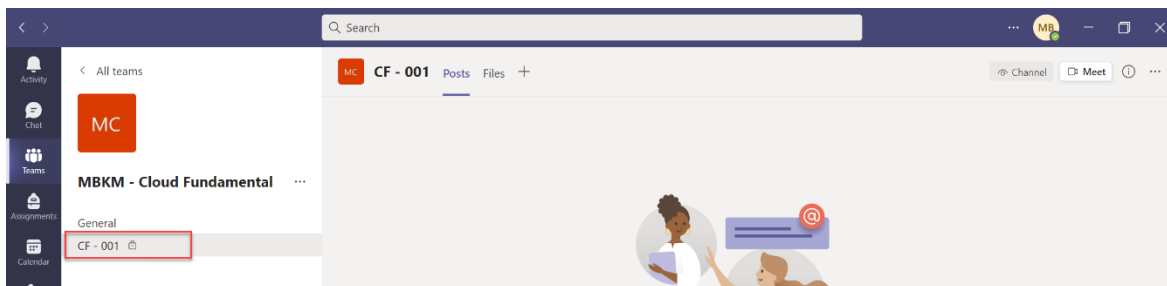 Search
MB
Activity
Chat
Teams
Assignments
Calendar
All teams
MC
MBKM - Cloud Fundamental
General
CF - 001
MC CF - 001 Posts Files
Channel Meet
@